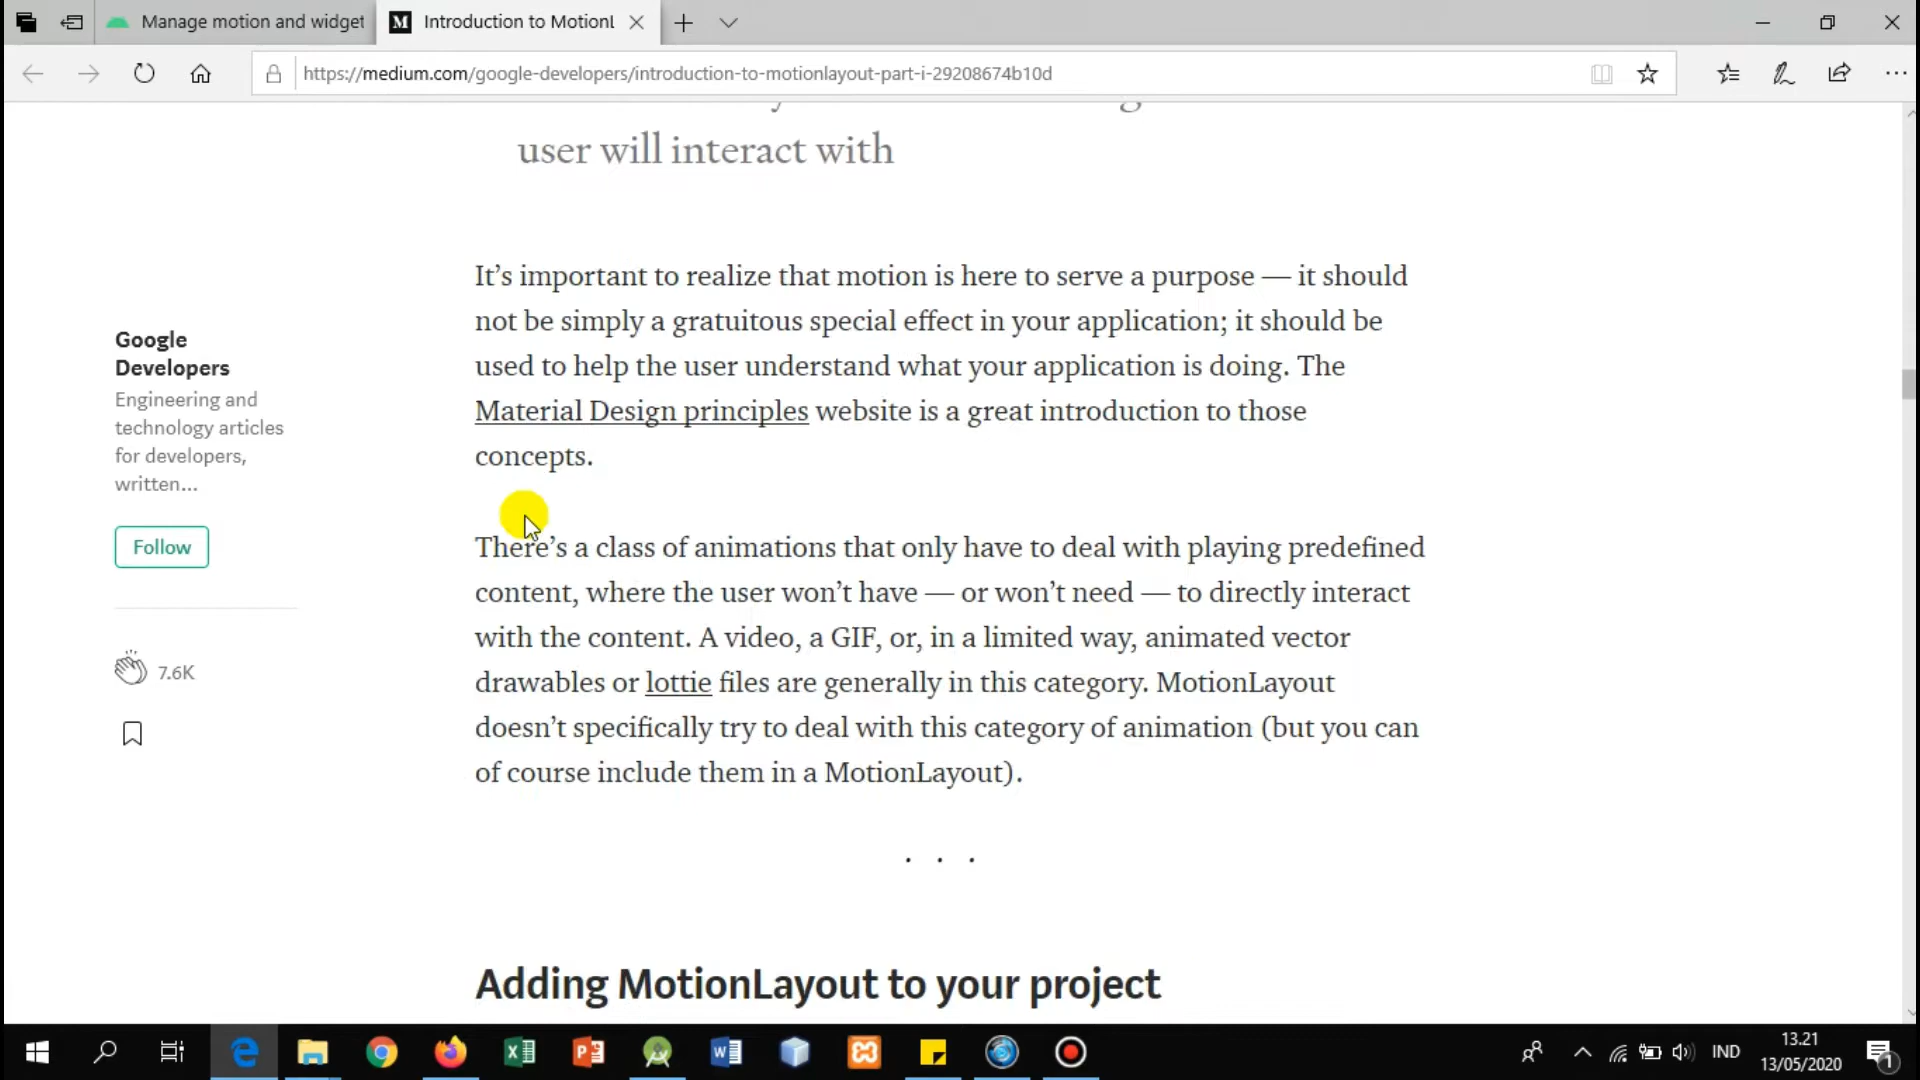 Manage motion and widget
M Introduction to MotionL
https://medium.com/google-developers/introduction-to-motionlayout-part-i-29208674b10d
user will interact with
It’s important to realize that motion is here to serve a purpose — it should
not be simply a gratuitous special effect in your application; it should be
used to help the user understand what your application is doing. The
Material Design principles website is a great introduction to those
concepts.
Google
Developers
Engineering and
technology articles
for developers,
written...
Follow
7.6K
There’s a class of animations that only have to deal with playing predefined
content, where the user won’t have — or won’t need — to directly interact
with the content. A video, a GIF, or, in a limited way, animated vector
drawables or lottie files are generally in this category. MotionLayout
doesn’t specifically try to deal with this category of animation (but you can
of course include them in a MotionLayout).
. . .
Adding MotionLayout to your project
IND
13.21
13/05/2020
1